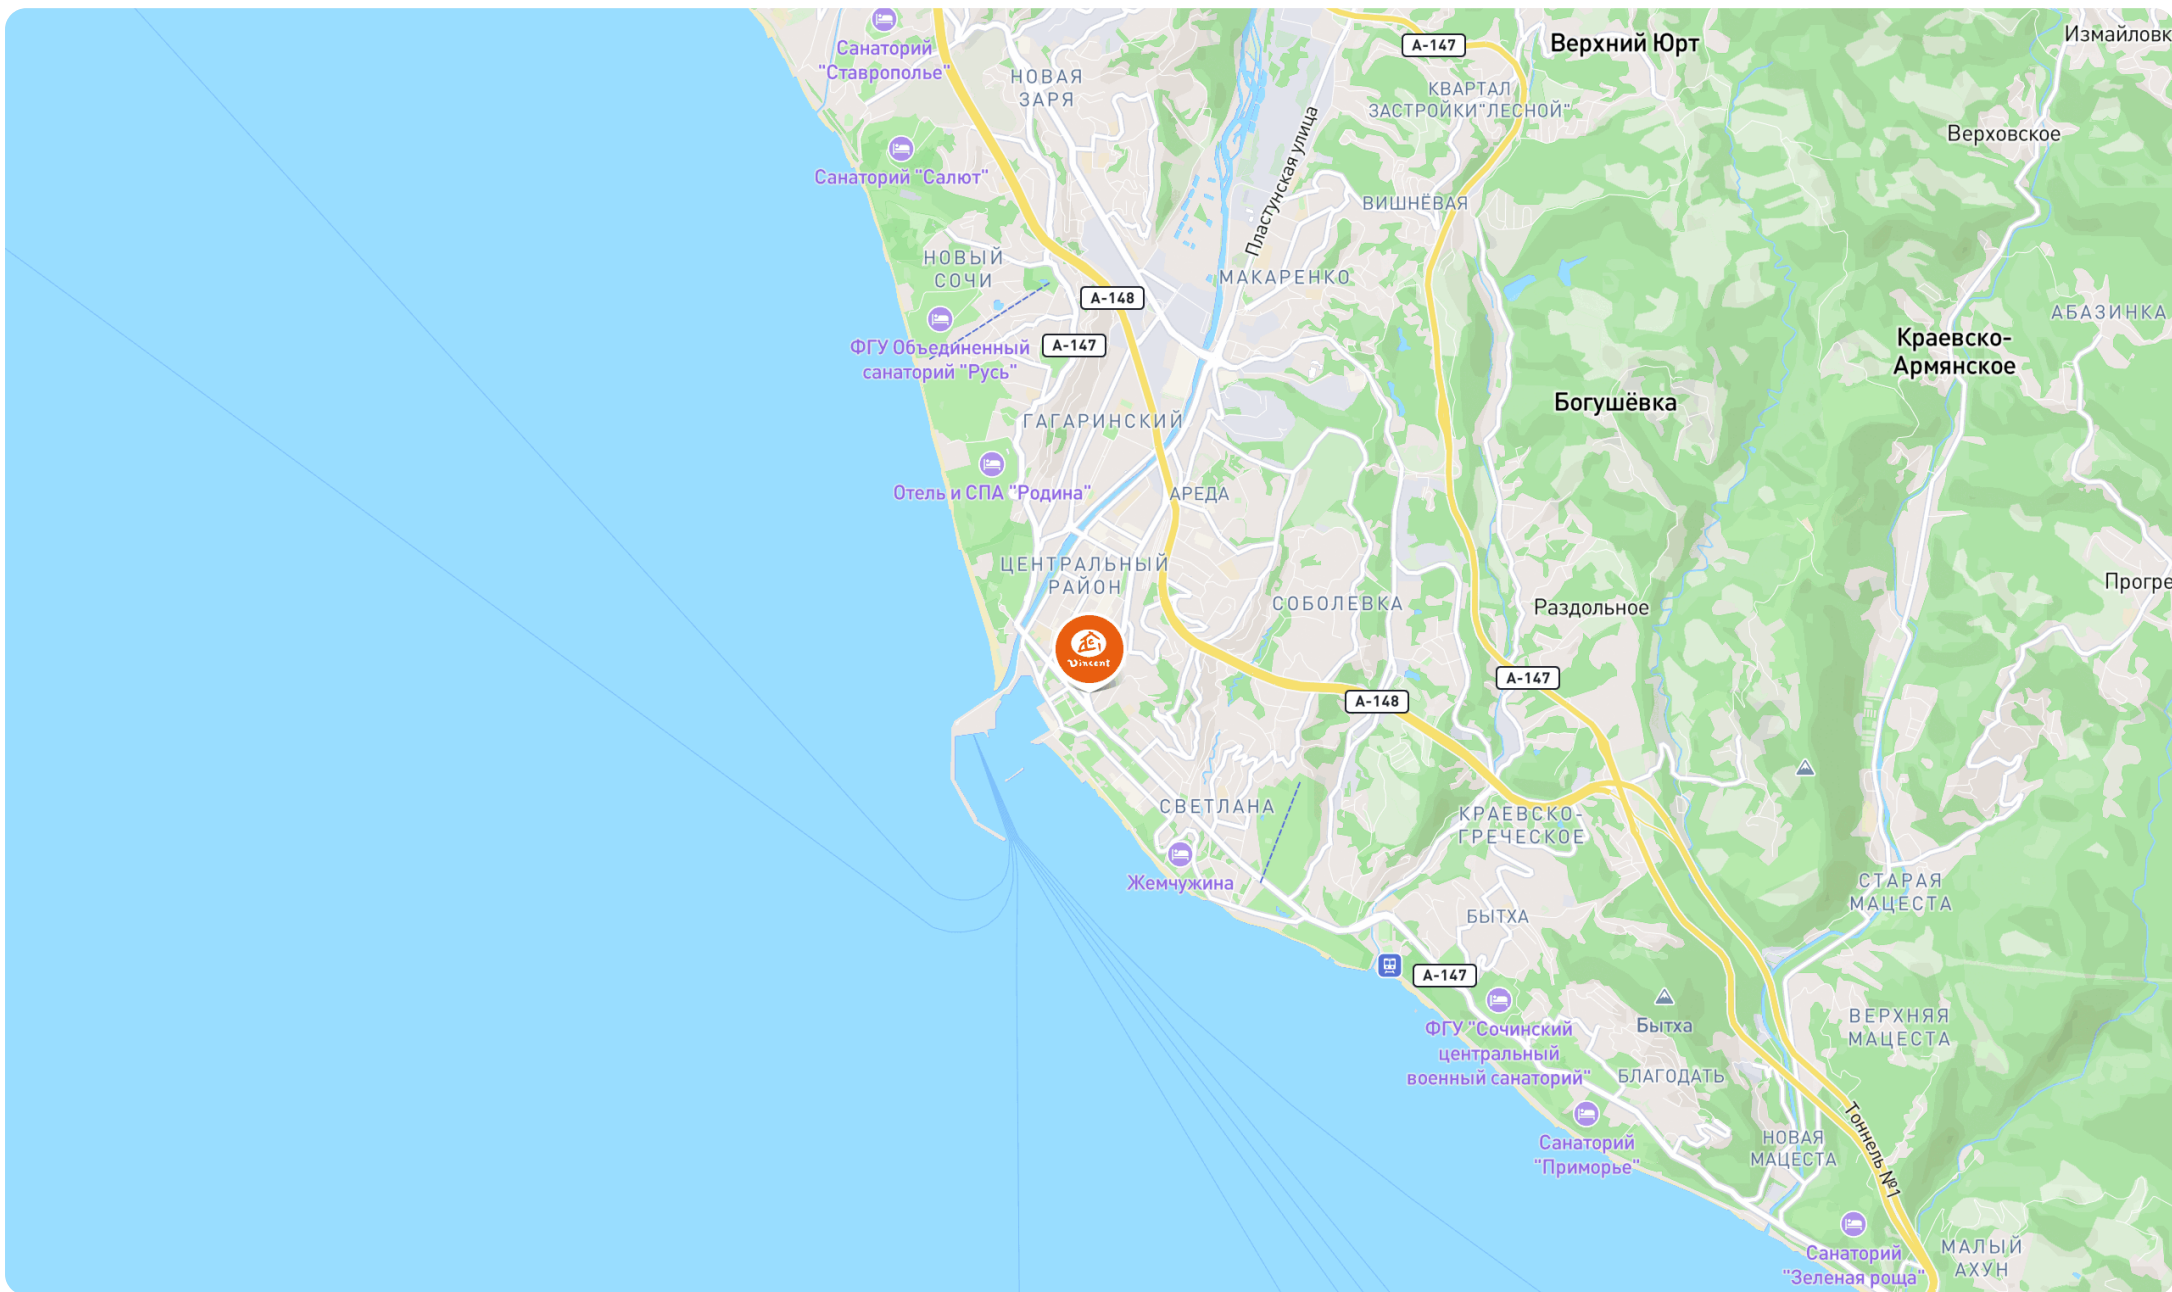 Санаторий
"Ставрополье"
НОВАЯ
ЗАРЯ
А-147
Верхний Юрт
Измайловк
КВАРТАЛ
ЗАСТРОЙКИ"ЛЕСНОЙ"
Верховское
Санаторий "Салют"
Пластунская улица
ВИШНЁВАЯ
НОВЫЙ
СОЧИ
МАКАРЕНКО
А-148
АБАЗИНКА
ФГУ Объединенный
санаторий "Русь"
А-147
Краевско-
Армянское
Богушёвка
ГАГАРИНСКИЙ
Отель и СПА "Родина"
АРЕДА
ЦЕНТРАЛЬНЫЙ
РАЙОН
Прогре
СОБОЛЕВКА
Раздольное
Vincent
А-147
А-148
СВЕТЛАНА
КРАЕВСКО-
ГРЕЧЕСКОЕ
Жемчужина
СТАРАЯ
МАЦЕСТА
БЫТХА
А-147
ФГУ "Сочинский
центральный
военный санаторий"
Бытха
ВЕРХНЯЯ
МАЦЕСТА
БЛАГОДАТЬ
Санаторий
"Приморье"
НОВАЯ
МАЦЕСТА
Тоннель №1
Санаторий
"Зеленая роща"
МАЛЫЙ
АХУН